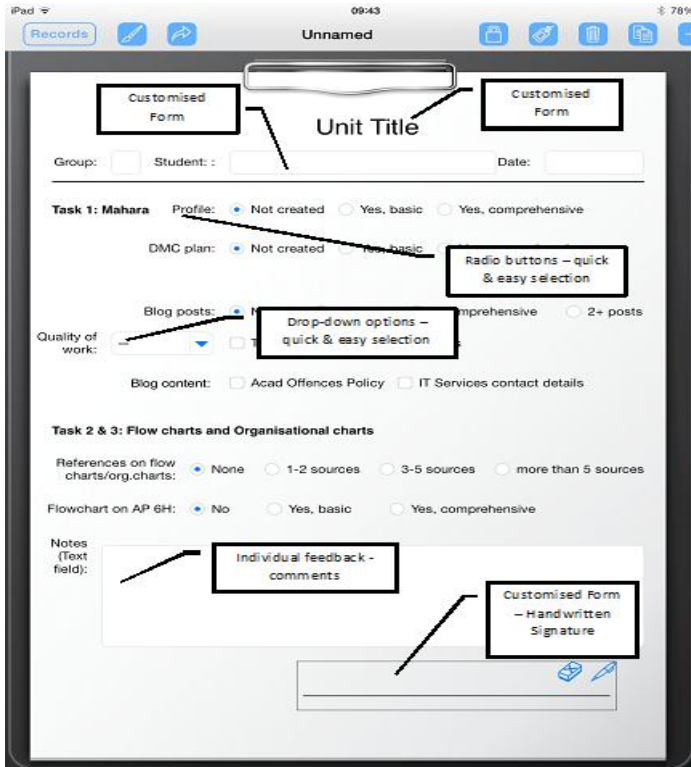 iPad 09:43 78%
Records Unnamed
Customised
Form
Customised
Form
Unit Title
Group: Student: : Date:
Task 1: Mahara Profile: Not created Yes, basic Yes, comprehensive
DMC plan: Not created Yes, basic
Radio buttons – quick
& easy selection
Blog posts: comprehensive 2+ posts
Drop-down options –
quick & easy selection
Quality of
work:
Blog content: Acad Offences Policy IT Services contact details
Task 2 & 3: Flow charts and Organisational charts
References on flow
charts/org.charts: None 1-2 sources 3-5 sources more than 5 sources
Flowchart on AP 6H: No Yes, basic Yes, comprehensive
Notes
(Text
field):
Individual feedback -
comments
Customised Form
– Handwritten
Signature